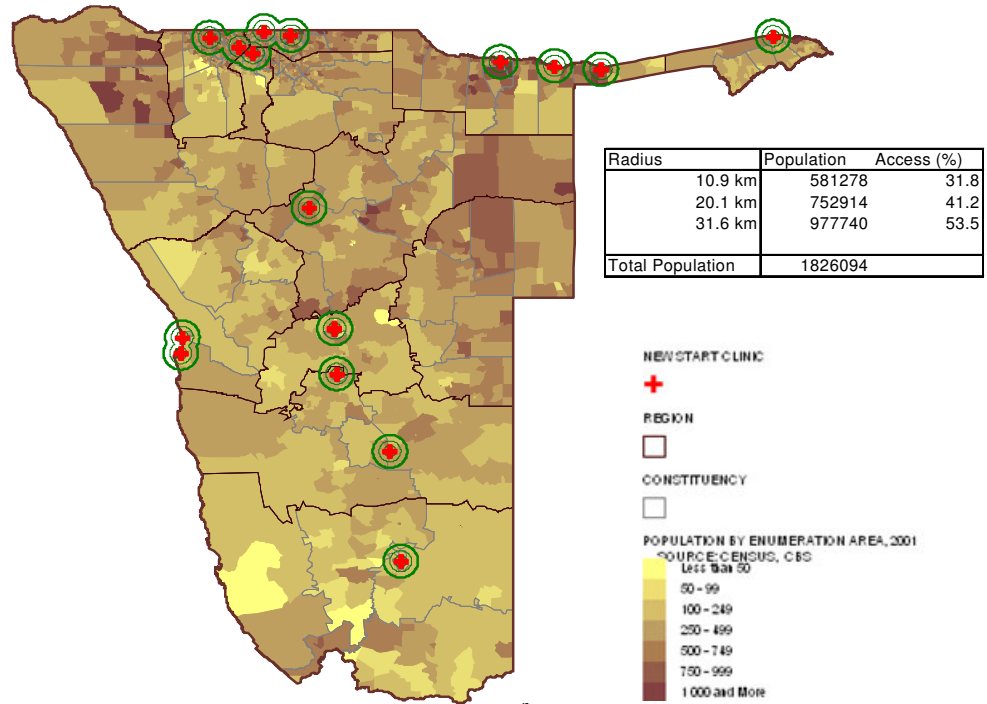 Radius Population Access (%)
10.9 km 581278 31.8
20.1 km 752914 41.2
31.6 km 977740 53.5
Total Population 1826094
NEW START CLINIC
REGION
CONSTITUENCY
POPULATION BY ENUMERATION AREA, 2001
SOURCE:CENSUS, CBS
Less than 50
50 - 99
100 - 249
250 - 499
500 - 749
750 - 999
1000 and More